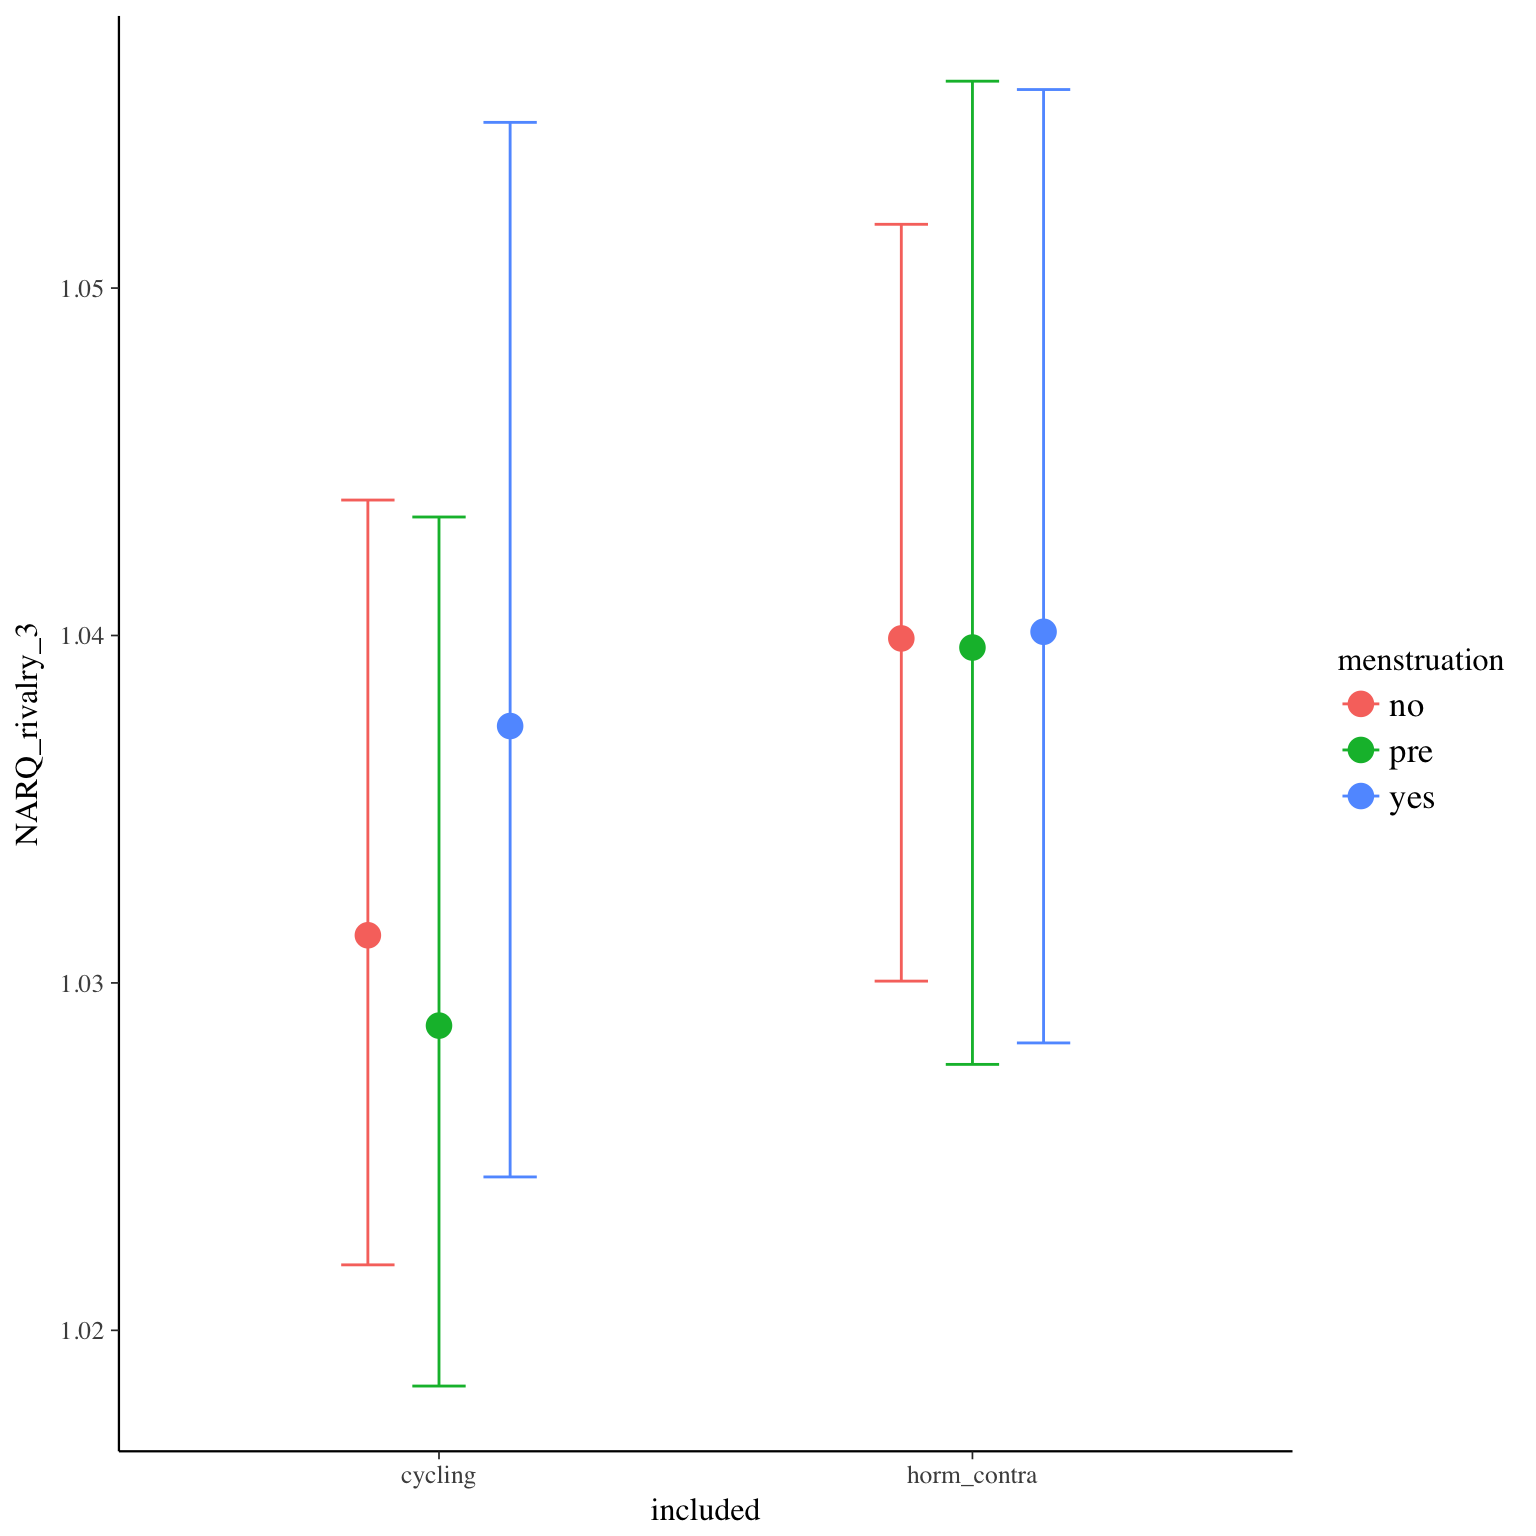 NARQ_rivalry_3
1.05
1.04
1.03
1.02
cycling
horm_contra
included
menstruation
no
pre
yes